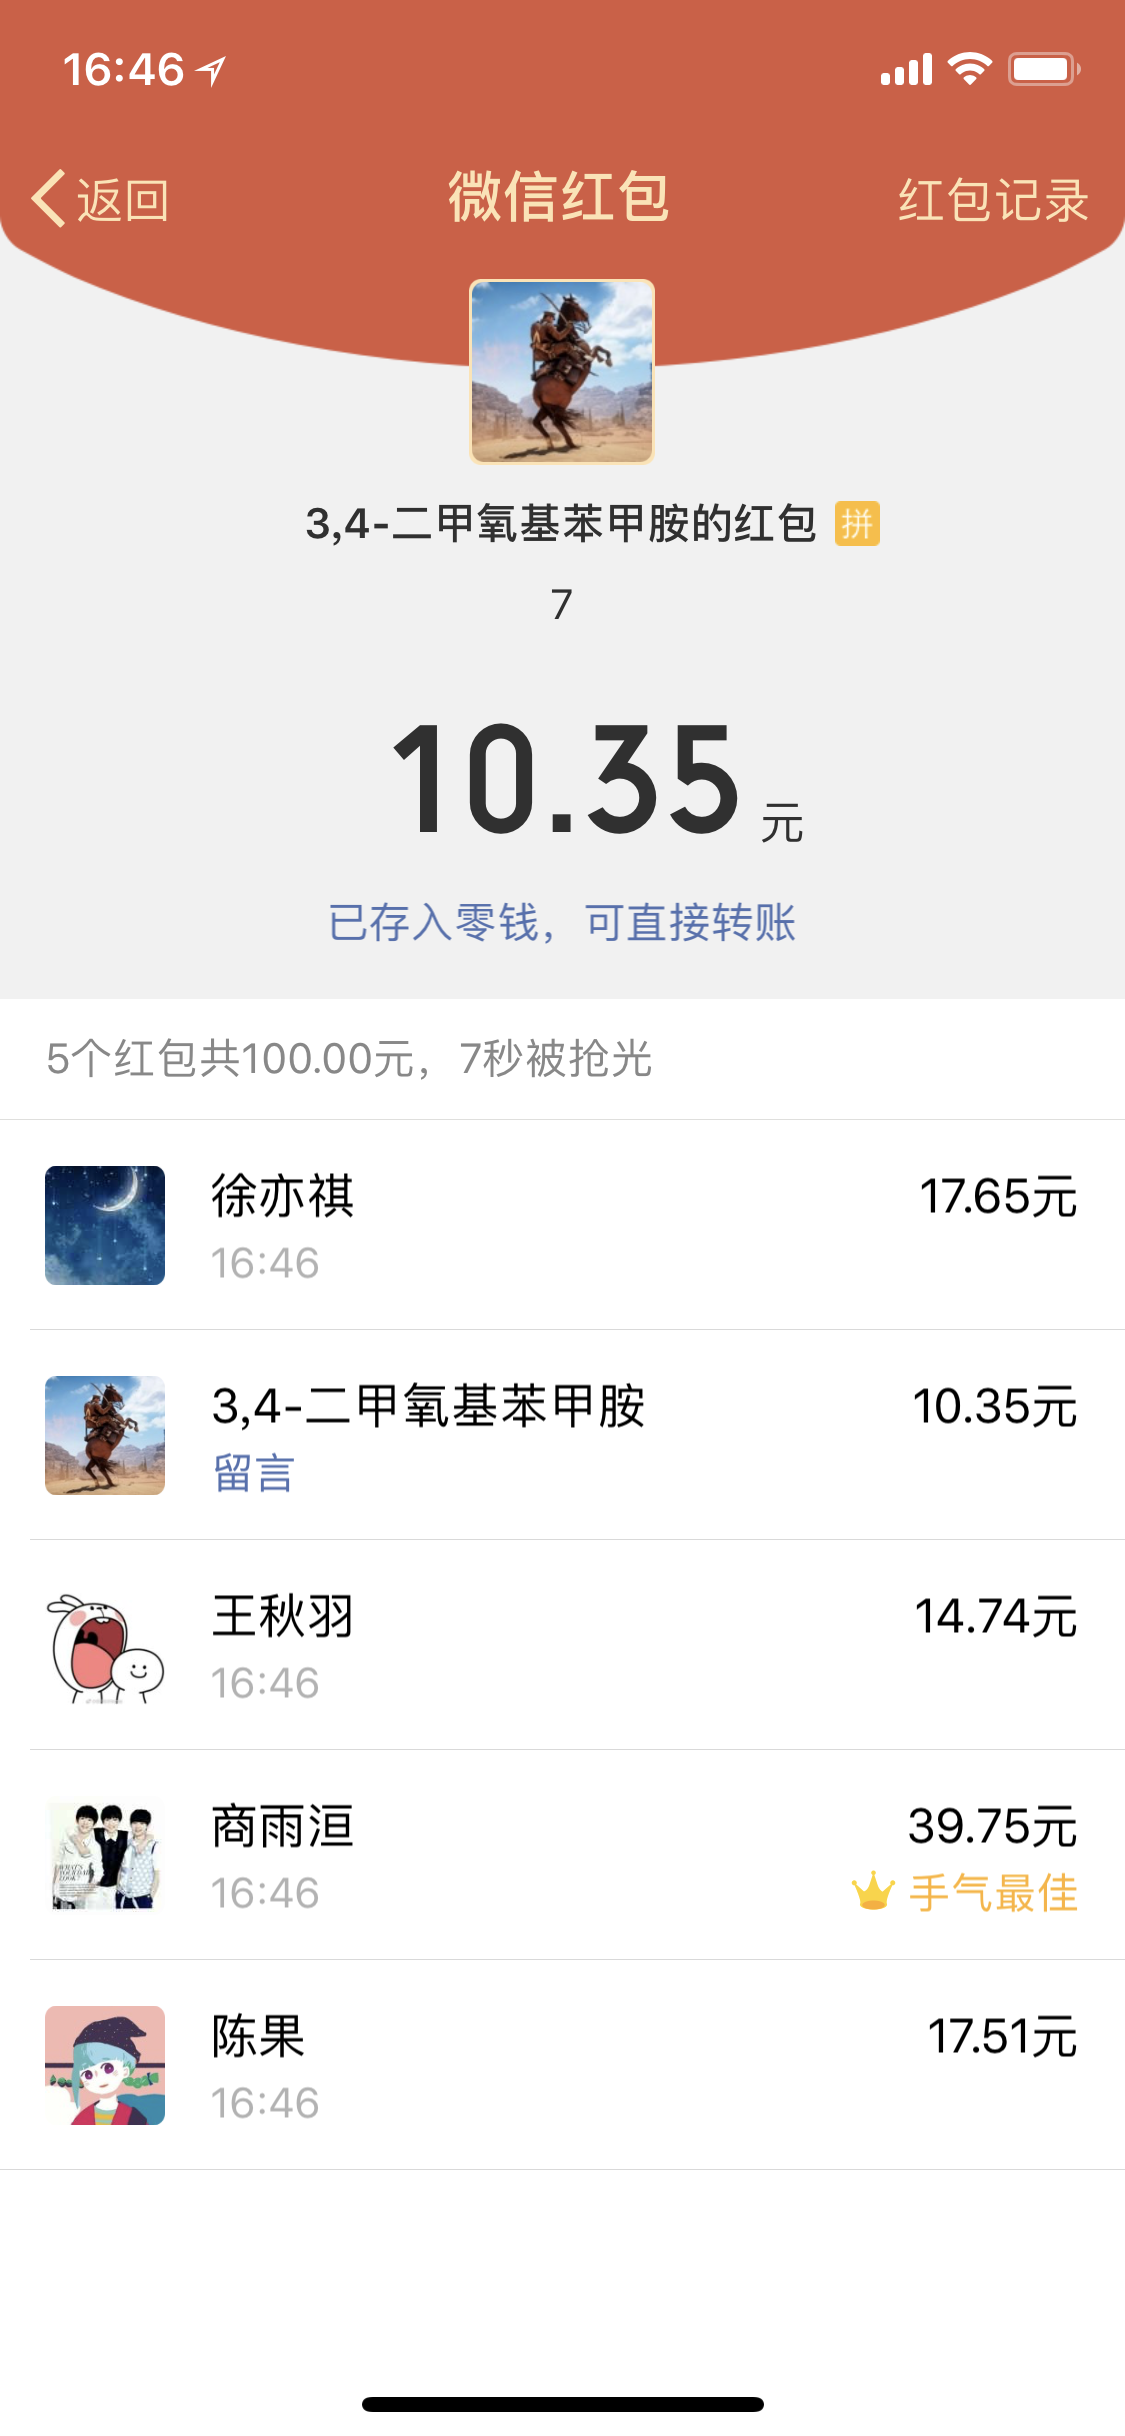 16:46
返回 微信红包 红包记录
3,4-二甲氧基苯甲胺的红包 拼
7
10.35 元
已存入零钱，可直接转账
5个红包共100.00元，7秒被抢光
徐亦祺 17.65元
16:46
3,4-二甲氧基苯甲胺 10.35元
留言
王秋羽 14.74元
16:46
商雨洹 39.75元
16:46 手气最佳
陈果 17.51元
16:46